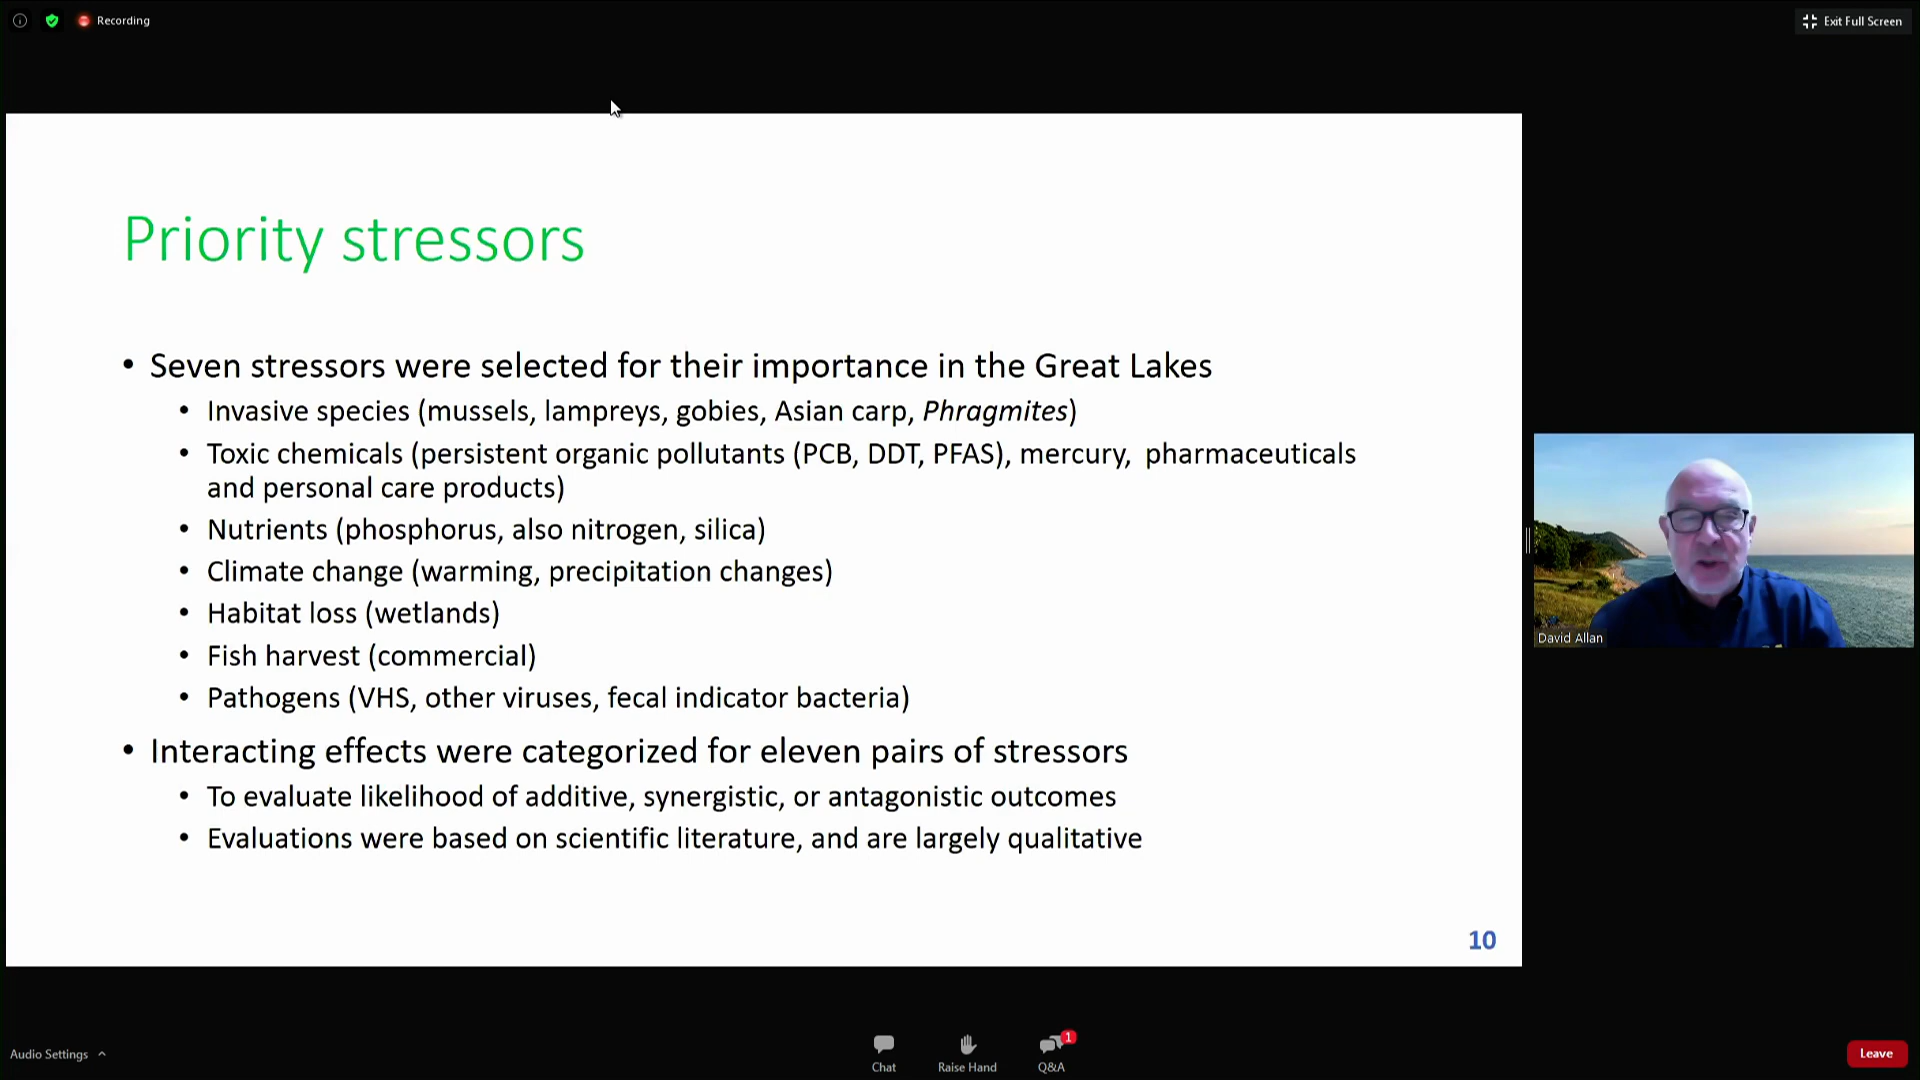 Recording
Exit Full Screen
Priority stressors
• Seven stressors were selected for their importance in the Great Lakes
• Invasive species (mussels, lampreys, gobies, Asian carp, Phragmites)
• Toxic chemicals (persistent organic pollutants (PCB, DDT, PFAS), mercury, pharmaceuticals
and personal care products)
• Nutrients (phosphorus, also nitrogen, silica)
• Climate change (warming, precipitation changes)
• Habitat loss (wetlands)
• Fish harvest (commercial)
• Pathogens (VHS, other viruses, fecal indicator bacteria)
• Interacting effects were categorized for eleven pairs of stressors
• To evaluate likelihood of additive, synergistic, or antagonistic outcomes
• Evaluations were based on scientific literature, and are largely qualitative
10
David Allan
Audio Settings
Chat
Raise Hand
1
Q&A
Leave